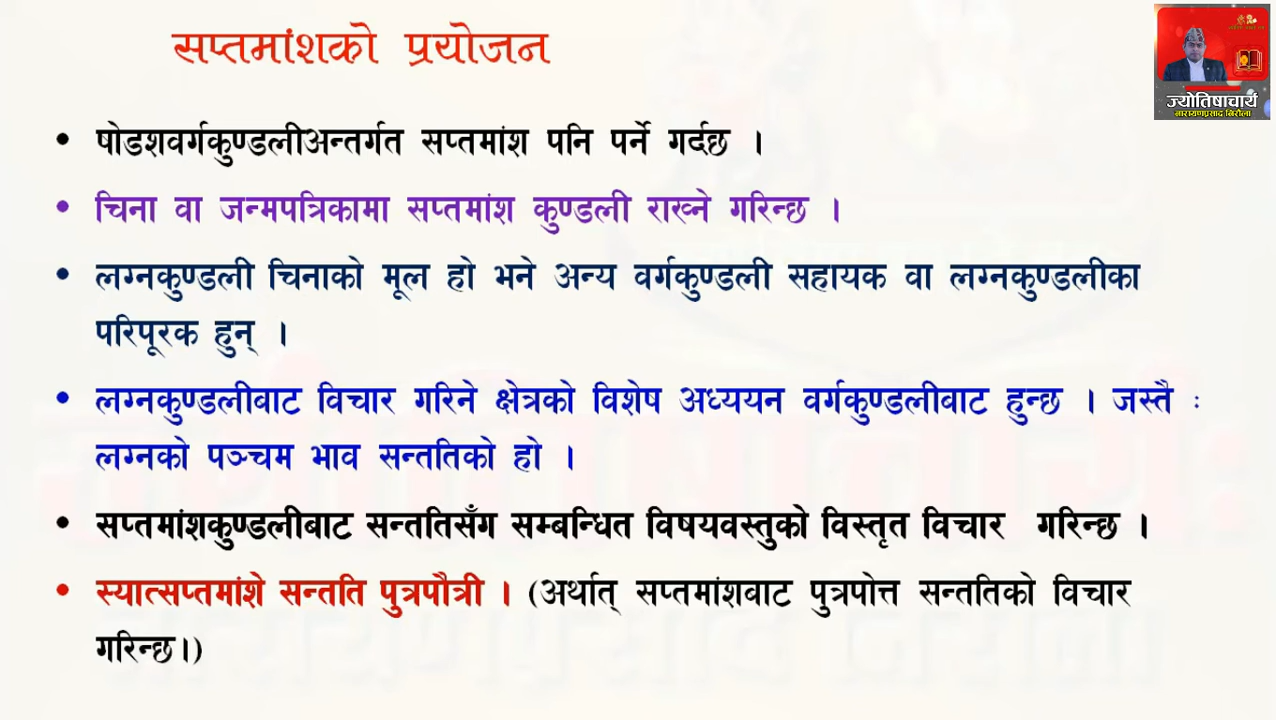 सप्तमांशको प्रयोजन
ज्योतिषाचार्य
नारायणप्रसाद निरौला
• षोडशवर्गकुण्डलीअन्तर्गत सप्तमांश पनि पर्ने गर्दछ ।
• चिना वा जन्मपत्रिकामा सप्तमांश कुण्डली राख्ने गरिन्छ ।
• लग्नकुण्डली चिनाको मूल हो भने अन्य वर्गकुण्डली सहायक वा लग्नकुण्डलीका
परिपूरक हुन् ।
• लग्नकुण्डलीबाट विचार गरिने क्षेत्रको विशेष अध्ययन वर्गकुण्डलीबाट हुन्छ । जस्तै :
लग्नको पञ्चम भाव सन्ततिको हो ।
• सप्तमांशकुण्डलीबाट सन्ततिसँग सम्बन्धित विषयवस्तुको विस्तृत विचार गरिन्छ ।
• स्यात्सप्तमांशे सन्तति पुत्रपौत्री । (अर्थात् सप्तमांशबाट पुत्रपोत्त सन्ततिको विचार
गरिन्छ।)